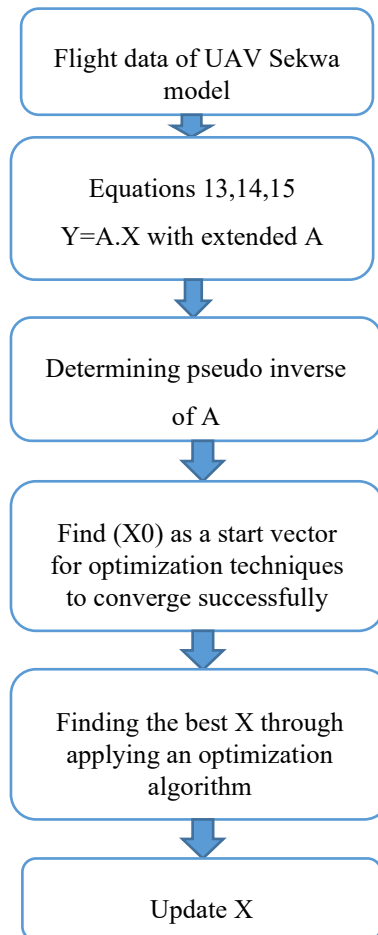 Flight data of UAV Sekwa
model
Equations 13,14,15
Y=A.X with extended A
Determining pseudo inverse
of A
Find (X0) as a start vector
for optimization techniques
to converge successfully
Finding the best X through
applying an optimization
algorithm
Update X